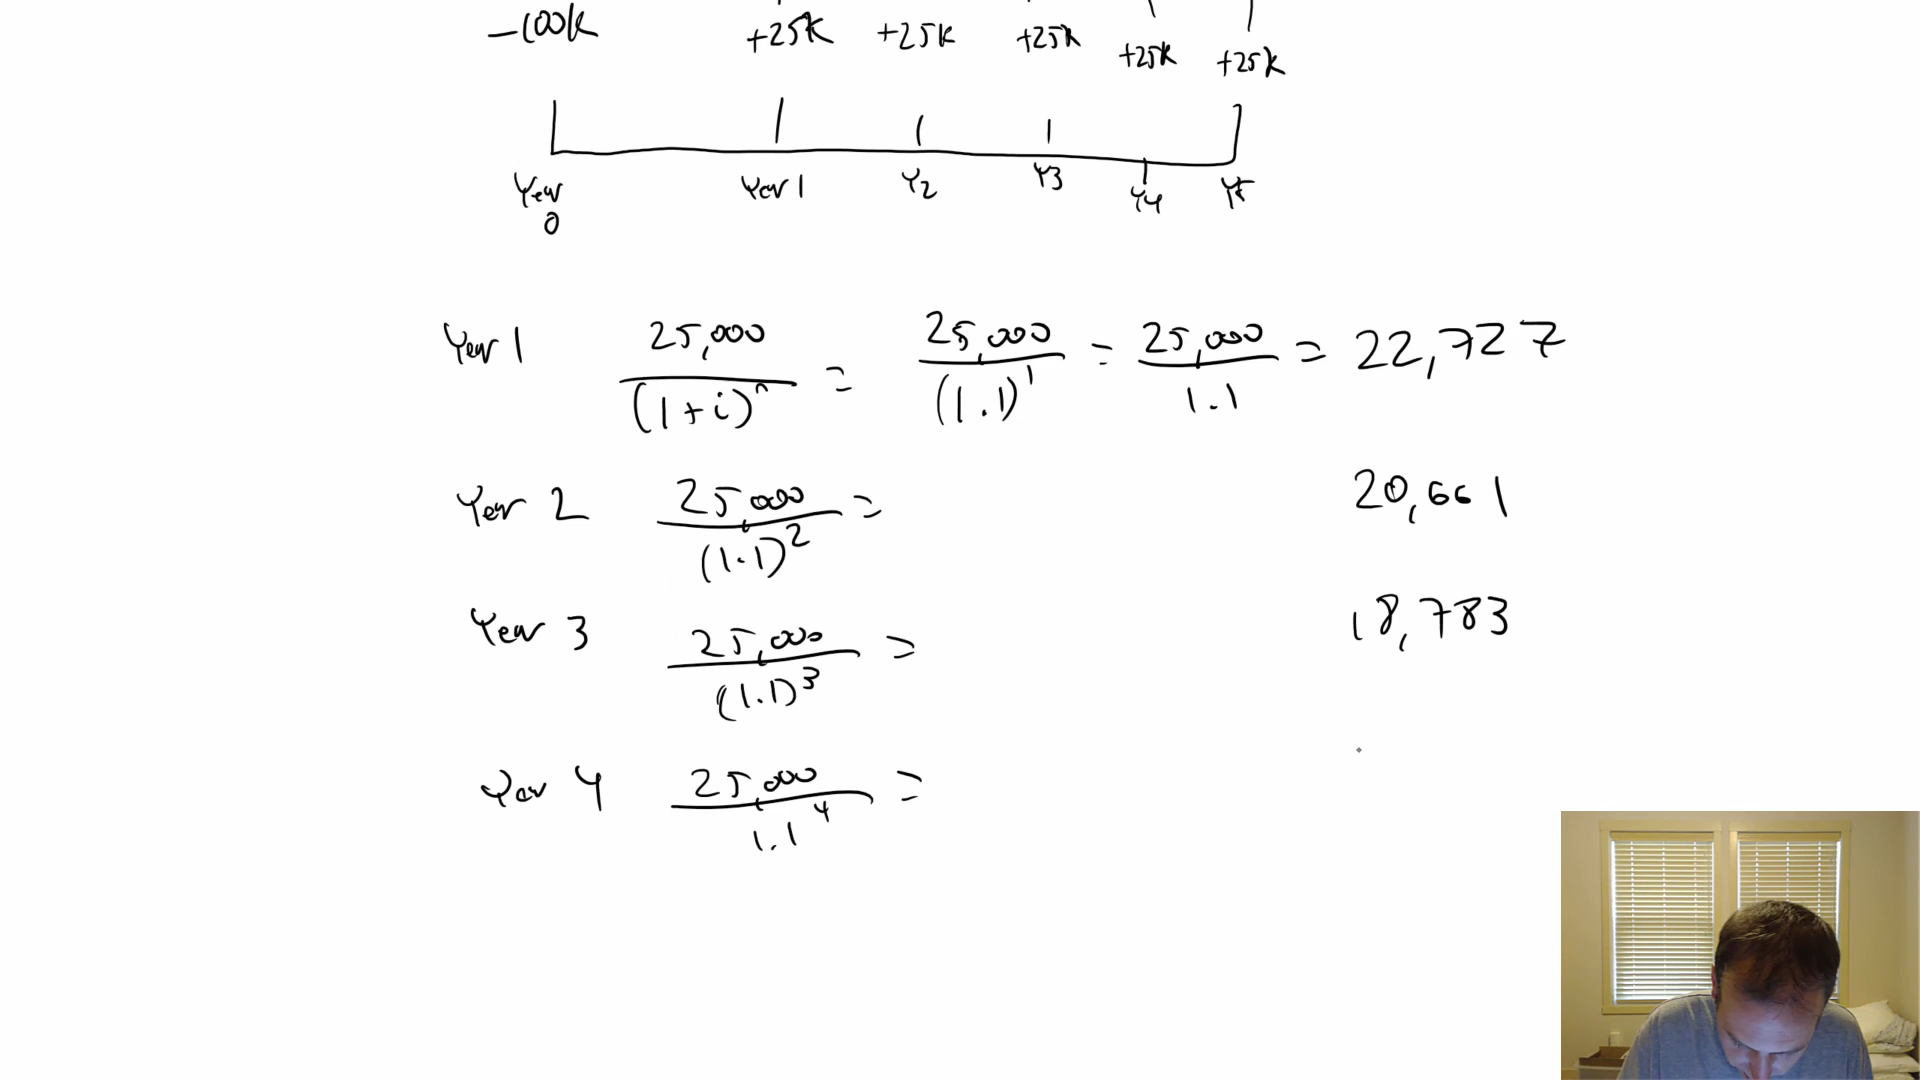 -100K +25K +25K +25K +25K +25K
Year 0 Year 1 Y2 Y3 Y4 Y5
Year 1 25,000 / (1+i)^n = 25,000 / (1.1)^1 = 25,000 / 1.1 = 22,727
Year 2 25,000 / (1.1)^2 = 20,661
Year 3 25,000 / (1.1)^3 = 18,783
Year 4 25,000 / 1.1^4 =